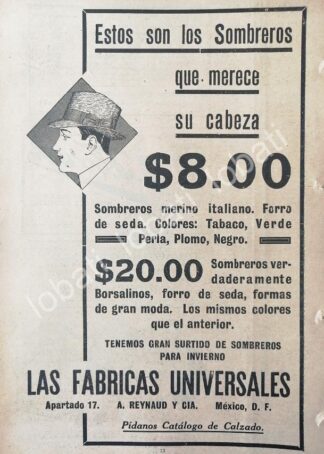 Estos son los Sombreros
que merece
su cabeza
$8.00
Sombreros merino italiano. Forro
de seda. Colores: Tabaco, Verde
Perla, Plomo, Negro.
$20.00 Sombreros ver-
daderamente
Borsalinos, forro de seda, formas
de gran moda. Los mismos colores
que el anterior.
TENEMOS GRAN SURTIDO DE SOMBREROS
PARA INVIERNO
LAS FABRICAS UNIVERSALES
Apartado 17. A. REYNAUD Y CIA. México, D. F.
Pídanos Catálogo de Calzado.
13